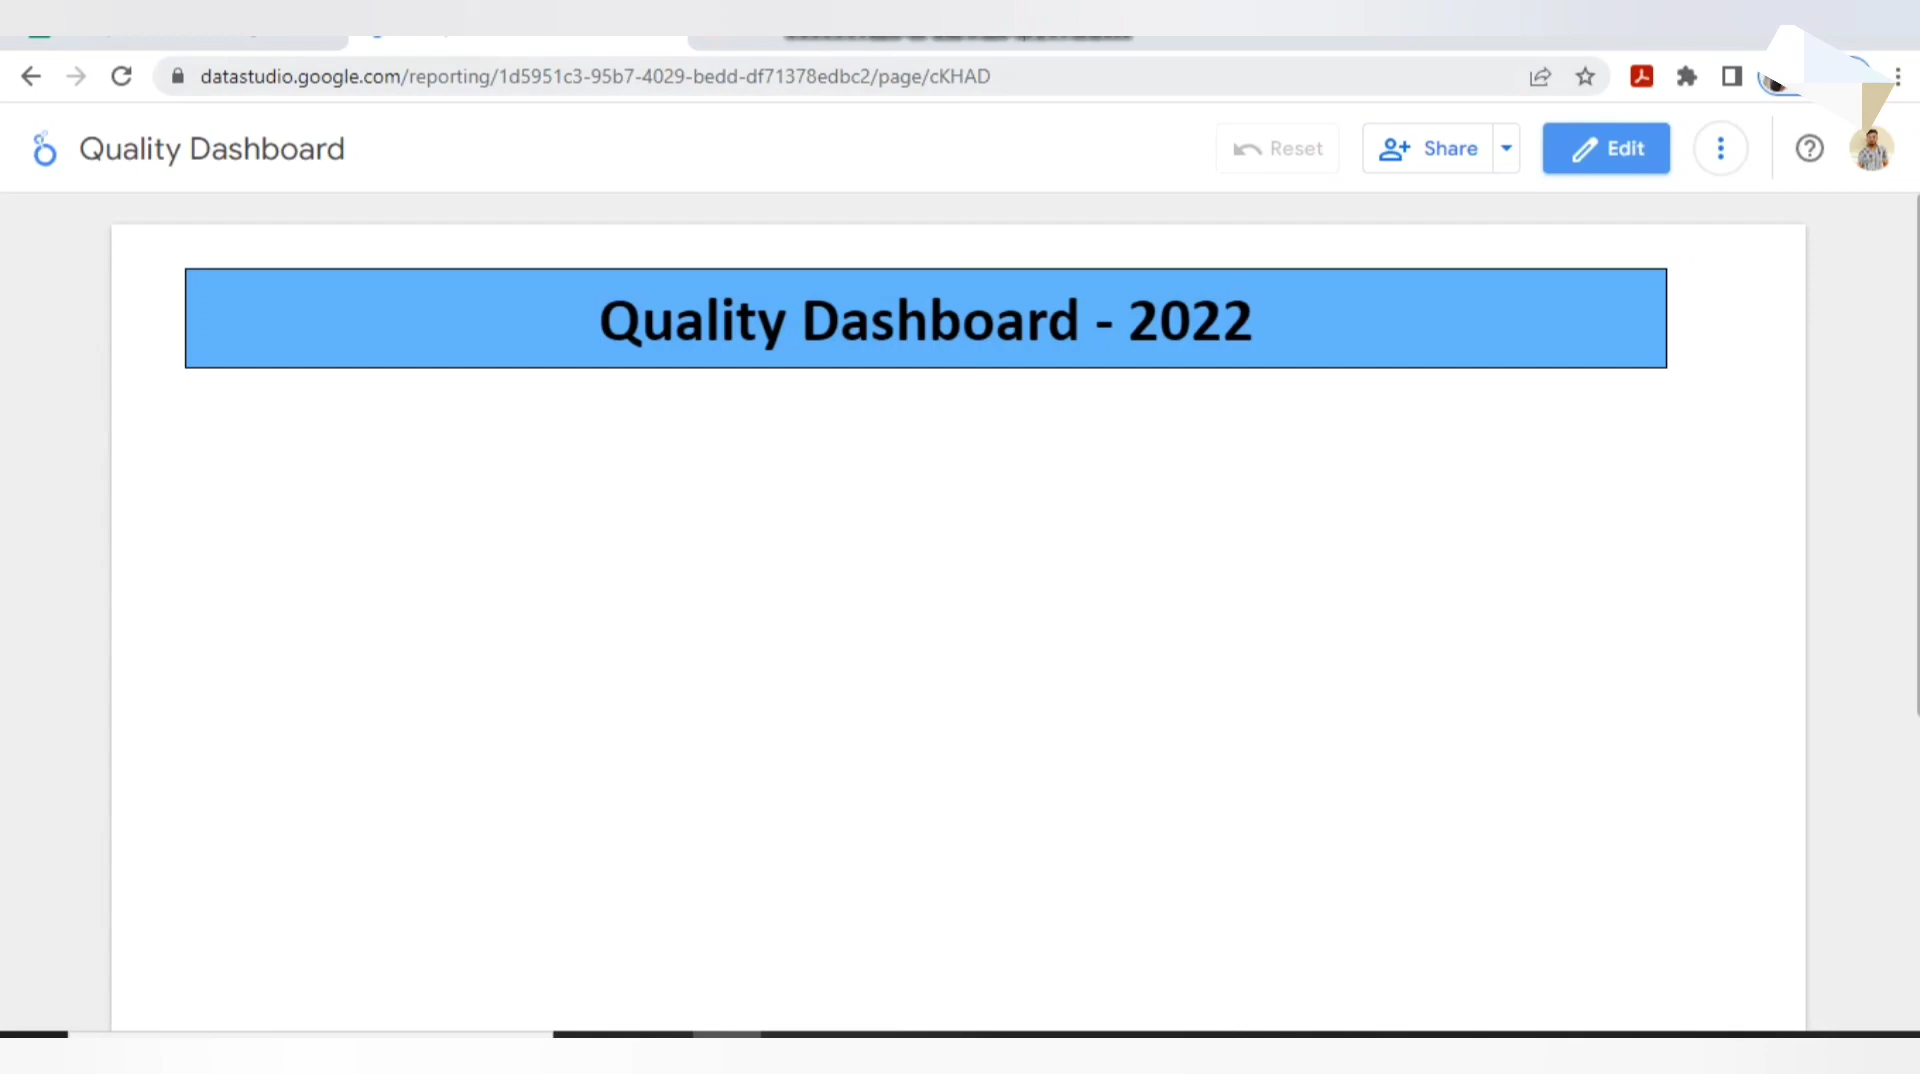 datastudio.google.com/reporting/1d5951c3-95b7-4029-bedd-df71378edbc2/page/cKHAD
Quality Dashboard
Reset
Share
Edit
Quality Dashboard - 2022